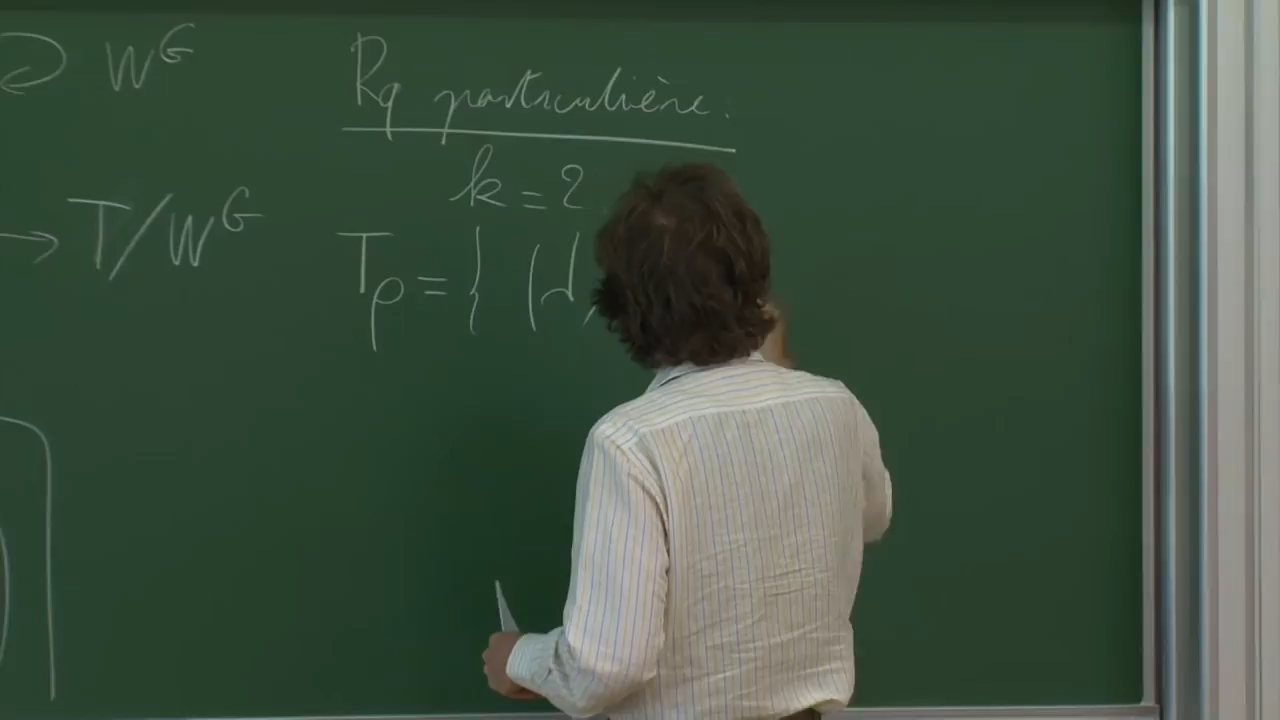 ⊃ W^G
→ T/W^G
Rq particulière:
k = 2
T_ρ = { (d,